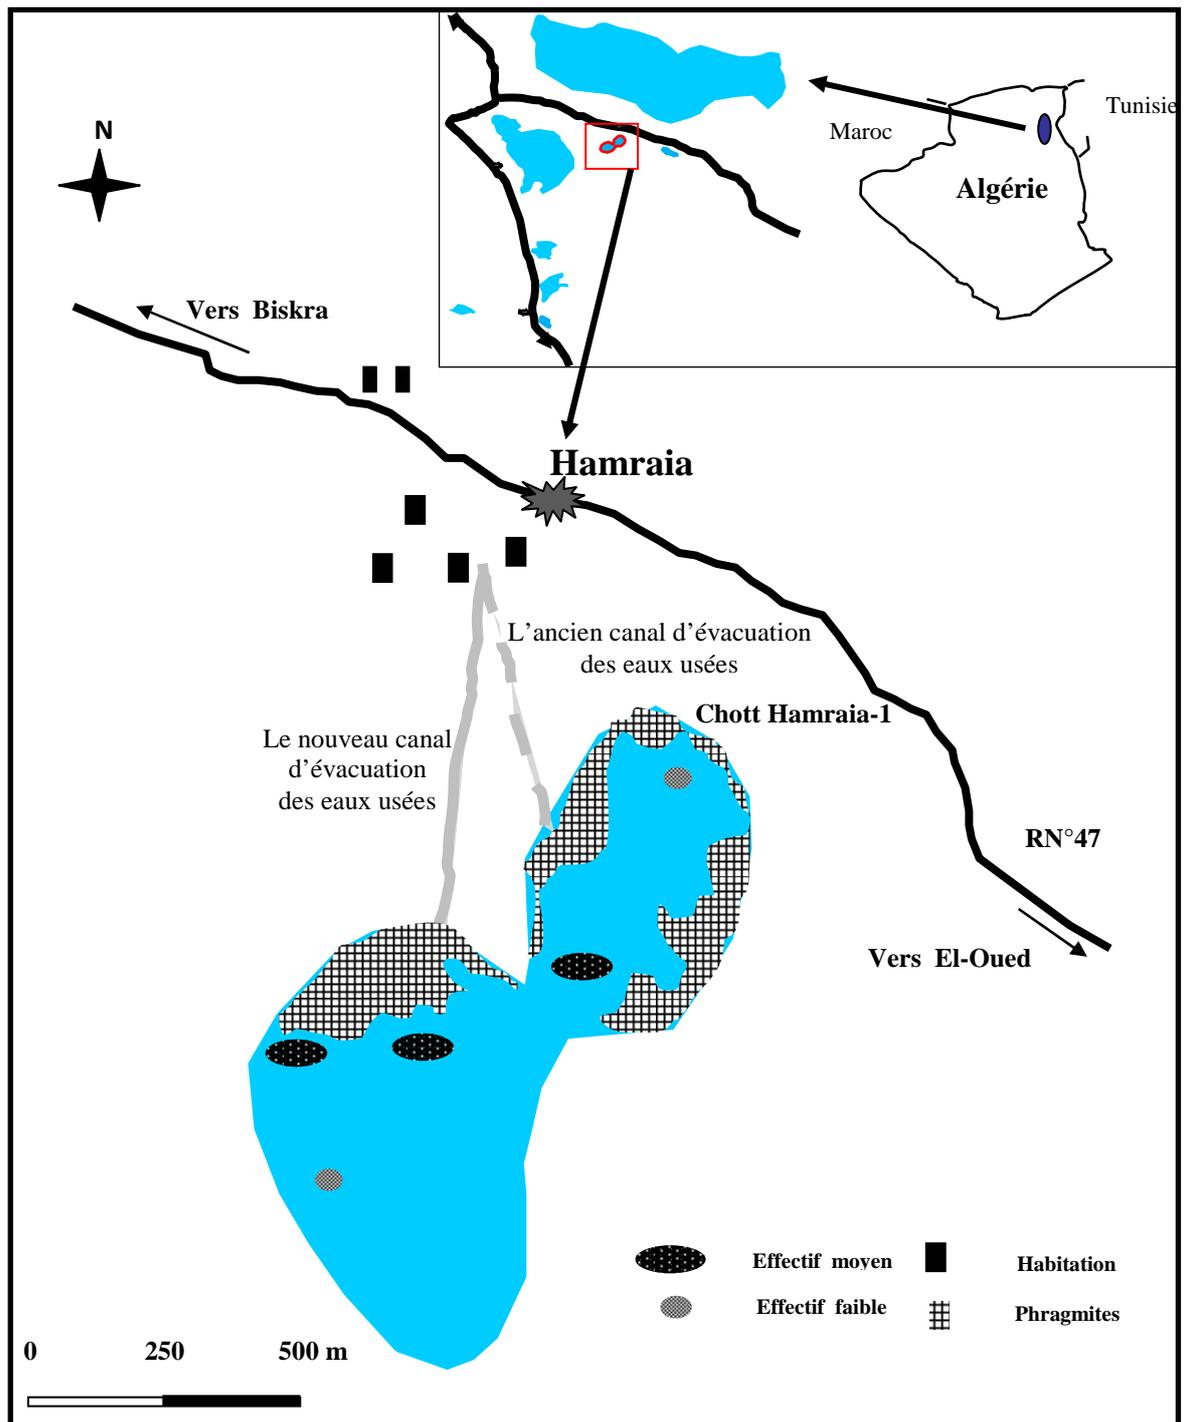 Tunisie
Maroc
Algérie
N
Vers Biskra
Hamraia
L’ancien canal d’évacuation
des eaux usées
Chott Hamraia-1
Le nouveau canal
d’évacuation
des eaux usées
RN°47
Vers El-Oued
Effectif moyen
Habitation
Effectif faible
Phragmites
0 250 500 m